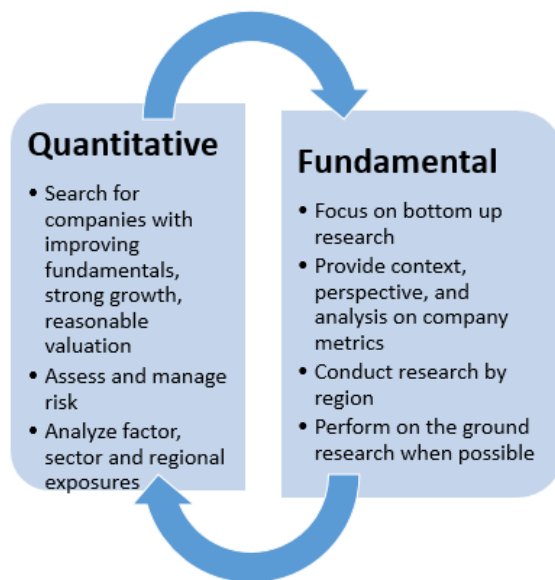 Quantitative
• Search for
companies with
improving
fundamentals,
strong growth,
reasonable
valuation
• Assess and manage
risk
• Analyze factor,
sector and regional
exposures
Fundamental
• Focus on bottom up
research
• Provide context,
perspective, and
analysis on company
metrics
• Conduct research by
region
• Perform on the ground
research when possible